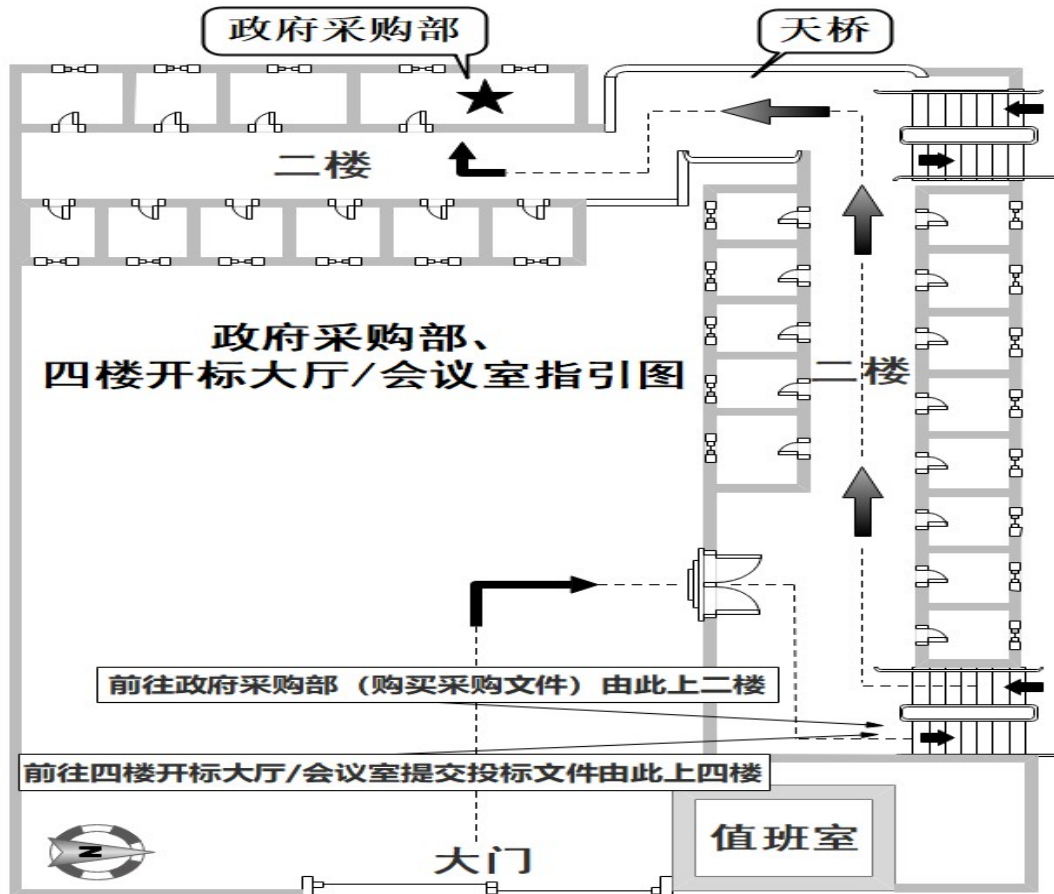 政府采购部
天桥
二楼
政府采购部、
四楼开标大厅/会议室指引图
二楼
前往政府采购部（购买采购文件）由此上二楼
前往四楼开标大厅/会议室提交投标文件由此上四楼
值班室
大门
N